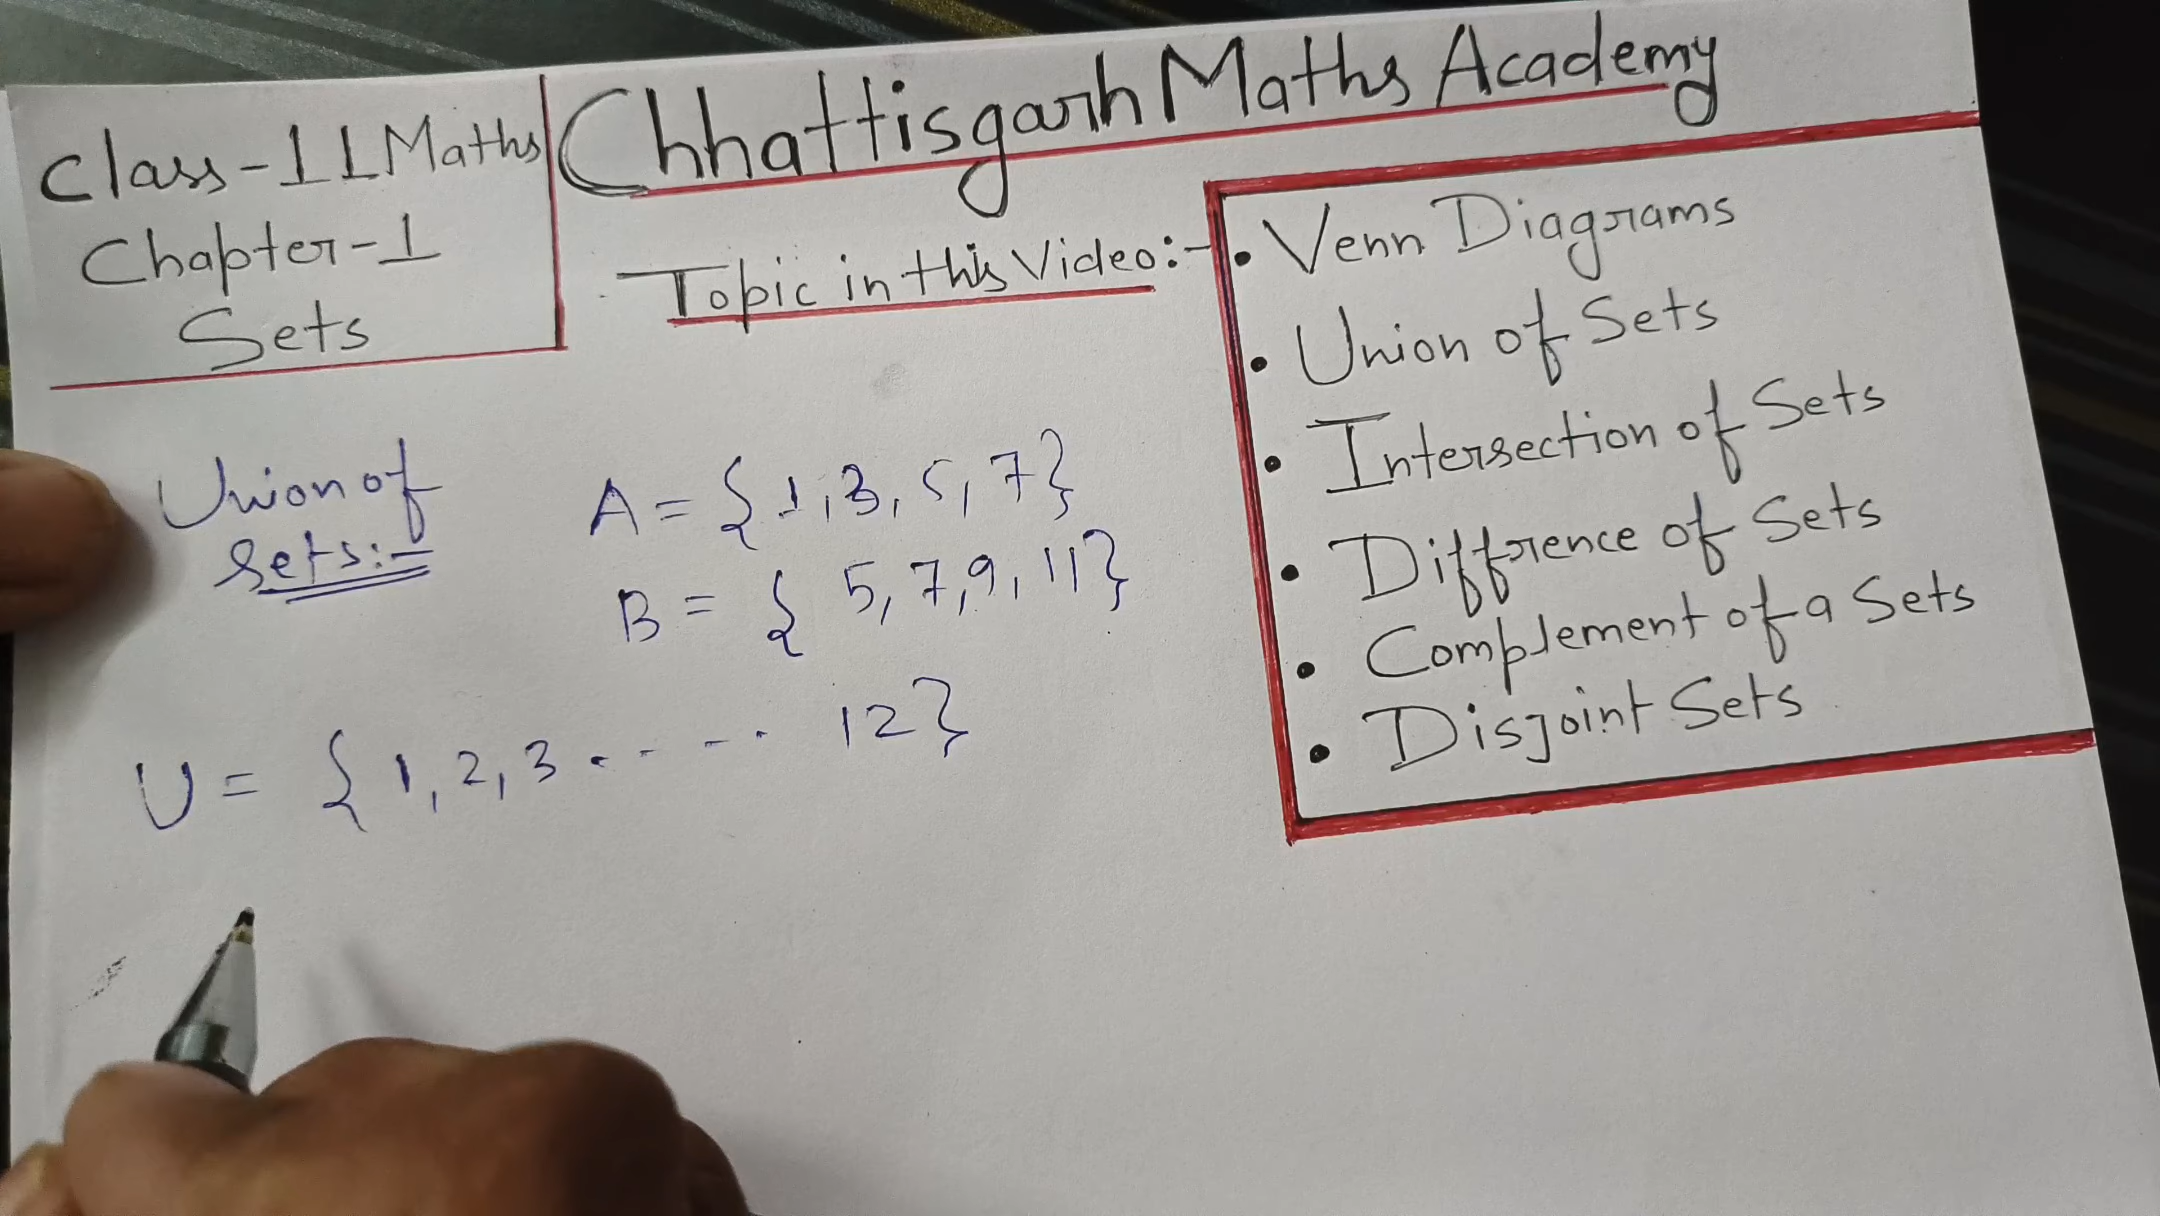 Chhattisgarh Maths Academy
Class-11 Maths
Chapter-1
Sets
Topic in this Video:-
• Venn Diagrams
• Union of Sets
• Intersection of Sets
• Diffrence of Sets
• Complement of a Sets
• Disjoint Sets
Union of
Sets:-
A = {1, 3, 5, 7}
B = { 5, 7, 9, 11}
U = { 1, 2, 3 . - - - . 12}